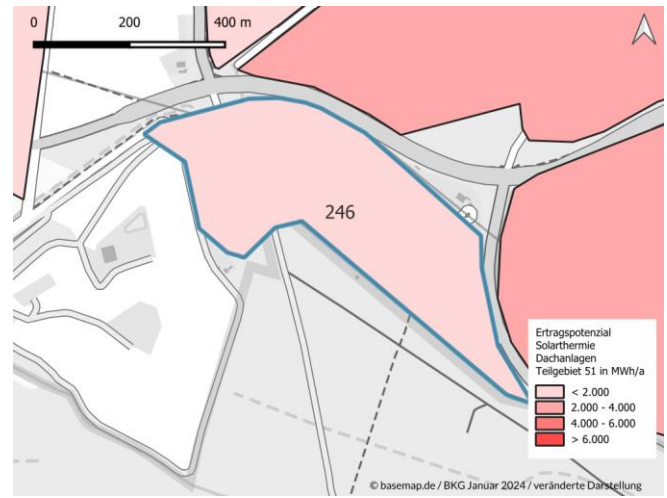 0 200 400 m
246
Ertragspotenzial
Solarthermie
Dachanlagen
Teilgebiet 51 in MWh/a
< 2.000
2.000 - 4.000
4.000 - 6.000
> 6.000
© basemap.de / BKG Januar 2024 / veränderte Darstellung